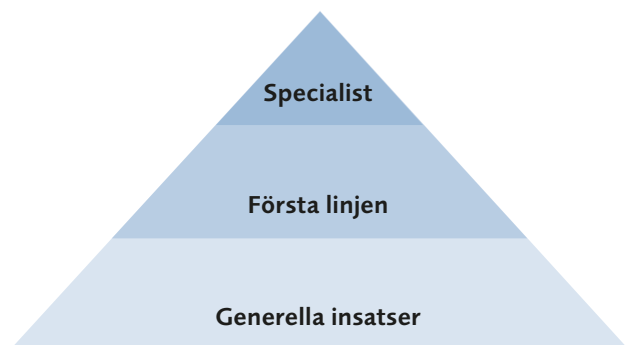 Specialist
Första linjen
Generella insatser